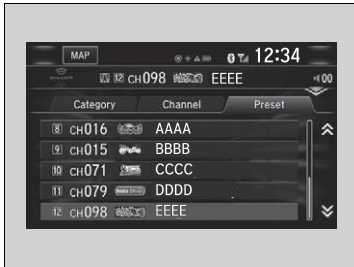 MAP 12:34
12 CH098 EEEE 00
Category Channel Preset
8 CH016 AAAA
9 CH015 BBBB
10 CH071 CCCC
11 CH079 DDDD
12 CH098 EEEE